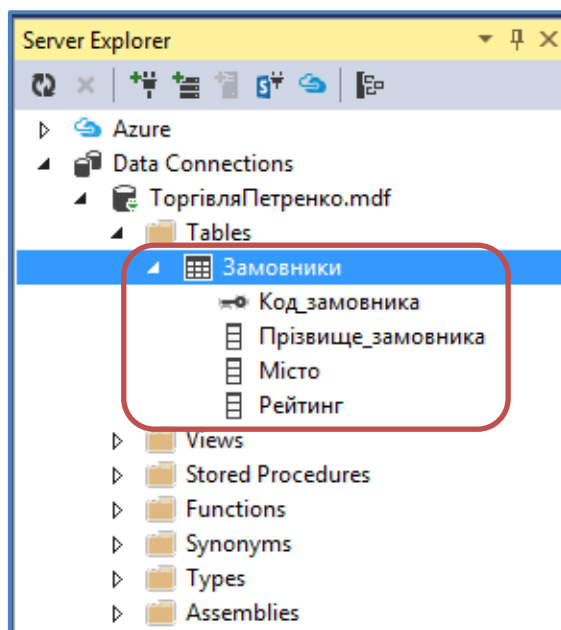 Server Explorer
Azure
Data Connections
ТоргівляПетренко.mdf
Tables
Замовники
Код_замовника
Прізвище_замовника
Місто
Рейтинг
Views
Stored Procedures
Functions
Synonyms
Types
Assemblies